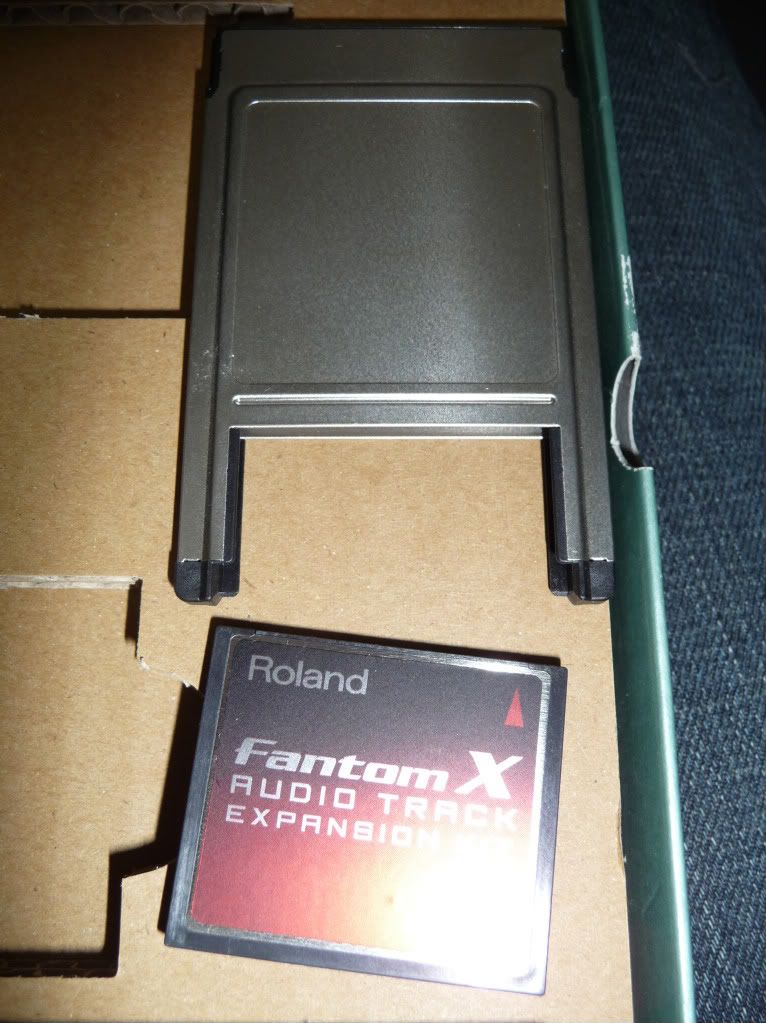 Roland
Fantom X
AUDIO TRACK
EXPANSION